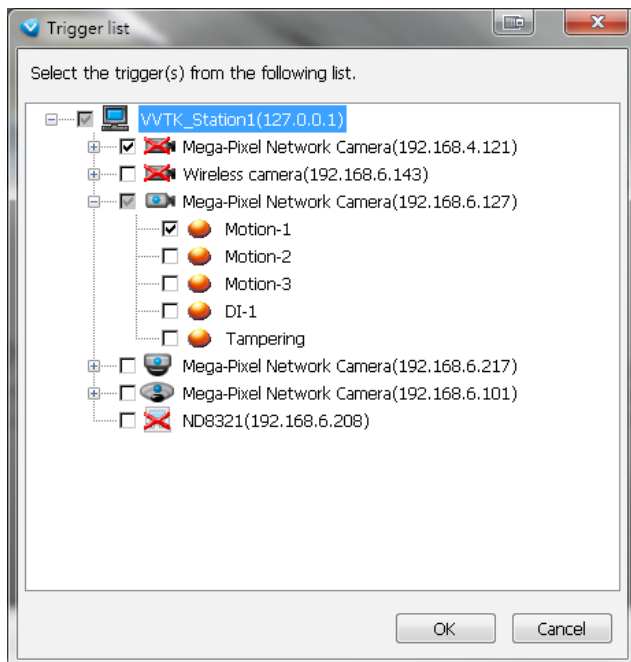 Trigger list
Select the trigger(s) from the following list.
VVTK_Station1(127.0.0.1)
Mega-Pixel Network Camera(192.168.4.121)
Wireless camera(192.168.6.143)
Mega-Pixel Network Camera(192.168.6.127)
Motion-1
Motion-2
Motion-3
DI-1
Tampering
Mega-Pixel Network Camera(192.168.6.217)
Mega-Pixel Network Camera(192.168.6.101)
ND8321(192.168.6.208)
OK Cancel